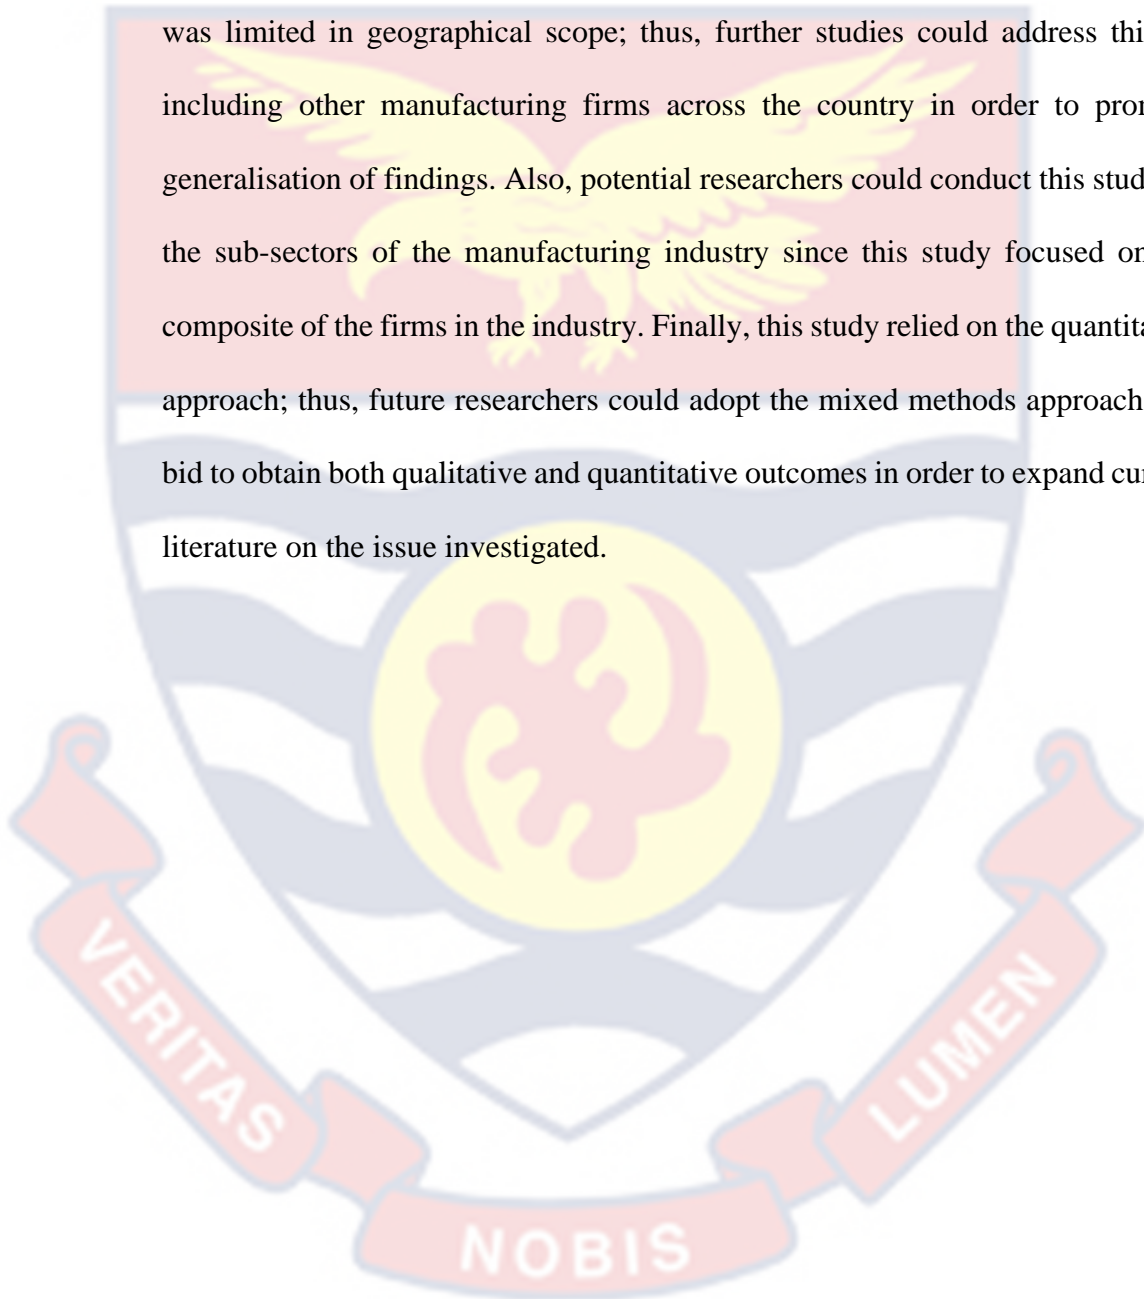 was limited in geographical scope; thus, further studies could address thi
including other manufacturing firms across the country in order to pro
generalisation of findings. Also, potential researchers could conduct this stud
the sub-sectors of the manufacturing industry since this study focused on
composite of the firms in the industry. Finally, this study relied on the quantita
approach; thus, future researchers could adopt the mixed methods approach
bid to obtain both qualitative and quantitative outcomes in order to expand cu
literature on the issue investigated.
VERITAS
NOBIS
LUMEN